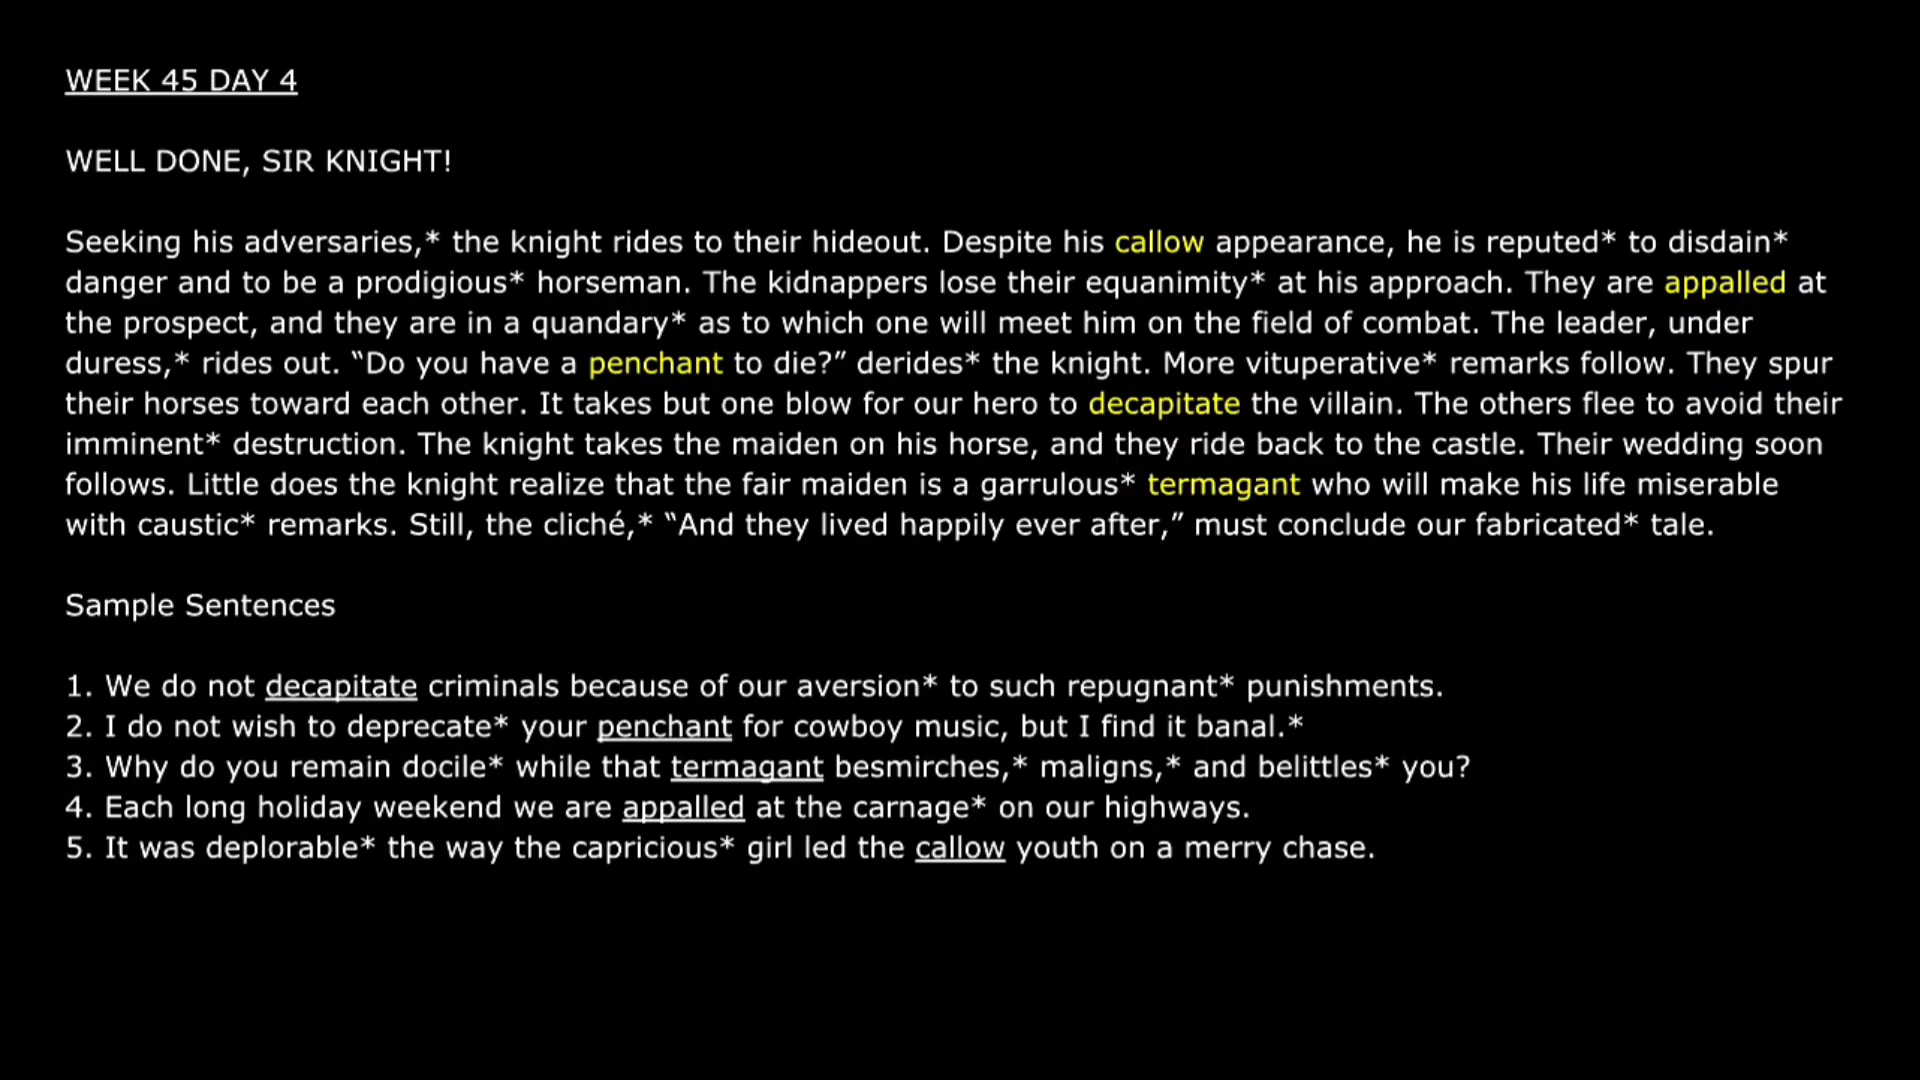 WEEK 45 DAY 4
WELL DONE, SIR KNIGHT!
Seeking his adversaries,* the knight rides to their hideout. Despite his callow appearance, he is reputed* to disdain*
danger and to be a prodigious* horseman. The kidnappers lose their equanimity* at his approach. They are appalled at
the prospect, and they are in a quandary* as to which one will meet him on the field of combat. The leader, under
duress,* rides out. “Do you have a penchant to die?” derides* the knight. More vituperative* remarks follow. They spur
their horses toward each other. It takes but one blow for our hero to decapitate the villain. The others flee to avoid their
imminent* destruction. The knight takes the maiden on his horse, and they ride back to the castle. Their wedding soon
follows. Little does the knight realize that the fair maiden is a garrulous* termagant who will make his life miserable
with caustic* remarks. Still, the cliché,* “And they lived happily ever after,” must conclude our fabricated* tale.
Sample Sentences
1. We do not decapitate criminals because of our aversion* to such repugnant* punishments.
2. I do not wish to deprecate* your penchant for cowboy music, but I find it banal.*
3. Why do you remain docile* while that termagant besmirches,* maligns,* and belittles* you?
4. Each long holiday weekend we are appalled at the carnage* on our highways.
5. It was deplorable* the way the capricious* girl led the callow youth on a merry chase.